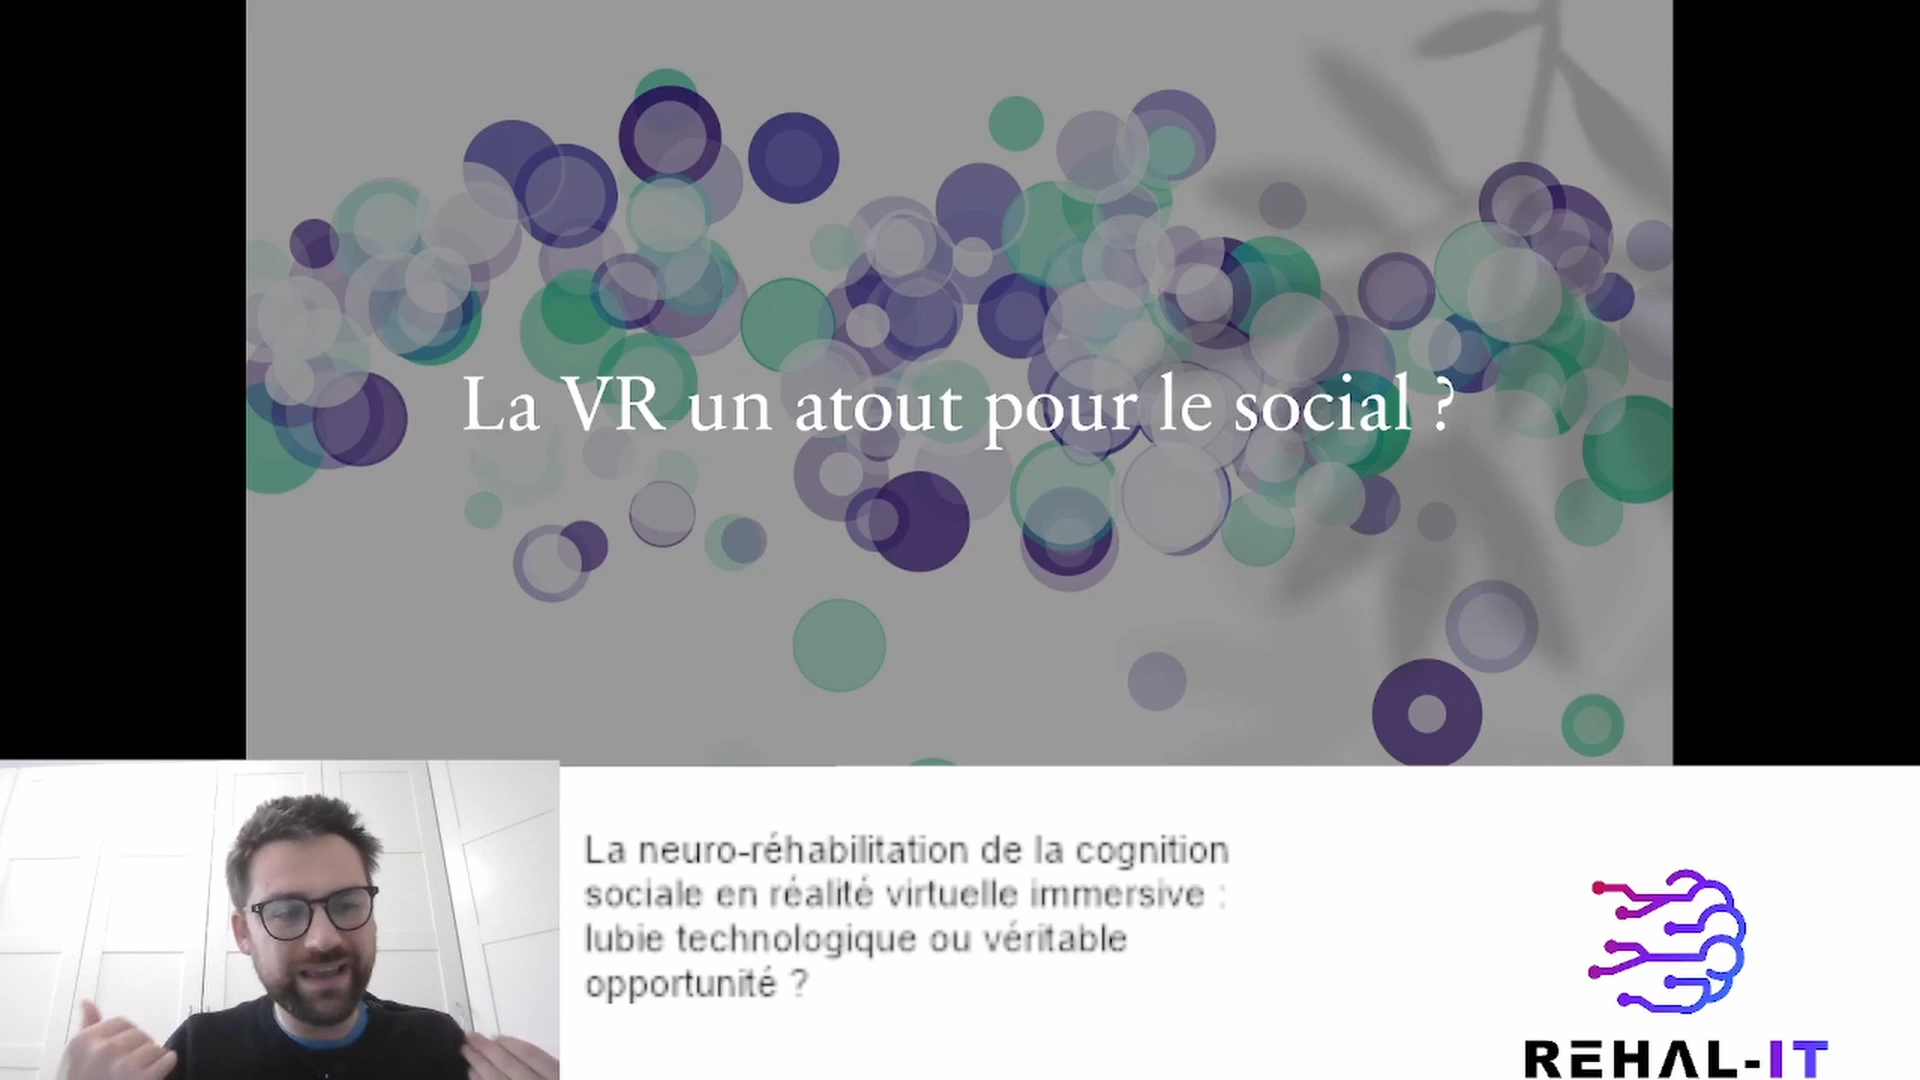 La VR un atout pour le social ?
La neuro-réhabilitation de la cognition
sociale en réalité virtuelle immersive :
lubie technologique ou véritable
opportunité ?
REHAL-IT